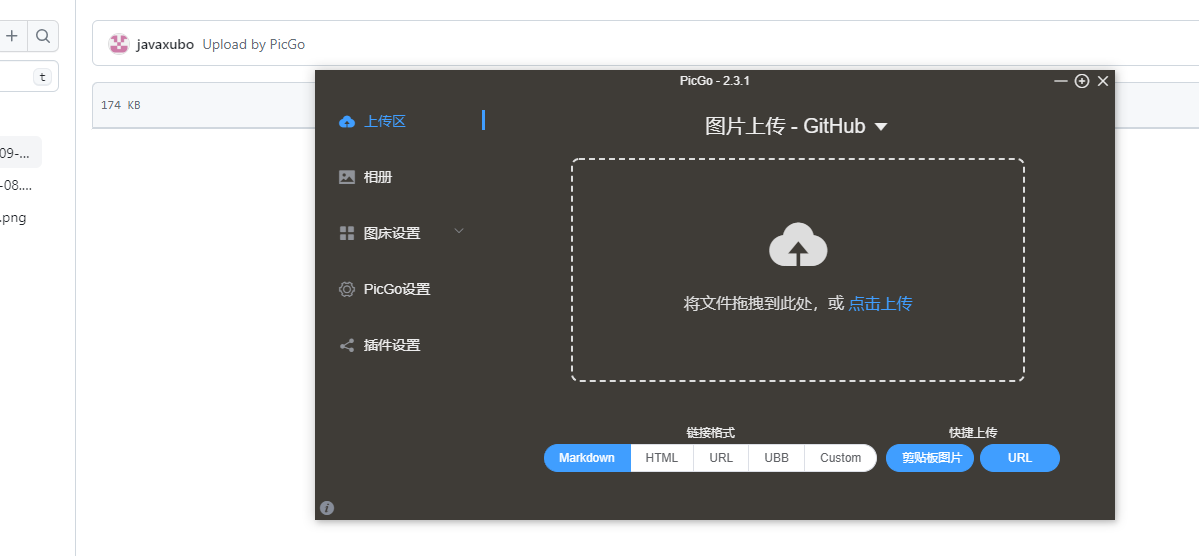 javaxubo Upload by PicGo
t
174 KB
09-...
-08....
.png
PicGo - 2.3.1
上传区
相册
图床设置
PicGo设置
插件设置
图片上传 - GitHub
将文件拖拽到此处，或 点击上传
链接格式
Markdown HTML URL UBB Custom
快捷上传
剪贴板图片 URL